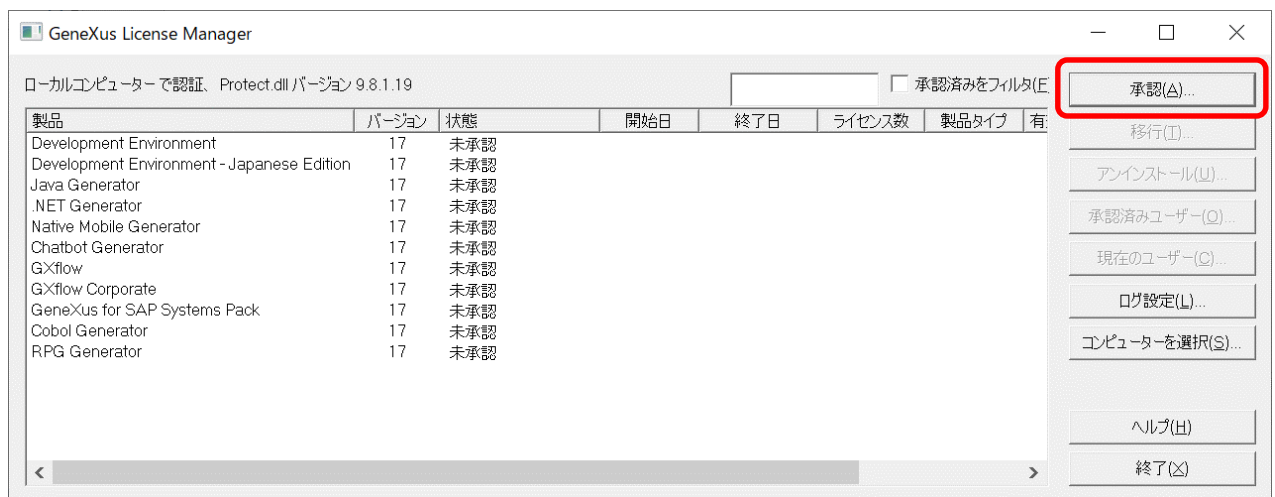 GeneXus License Manager
ローカルコンピューター で認証、 Protect.dll バージョン 9.8.1.19
承認済みをフィルタ(F
承認(A)...
製品 バージョン 状態 開始日 終了日 ライセンス数 製品タイプ 有
移行(T)...
Development Environment 17 未承認
Development Environment - Japanese Edition 17 未承認
アンインストール(U)...
Java Generator 17 未承認
.NET Generator 17 未承認
承認済みユーザー(O)...
Native Mobile Generator 17 未承認
Chatbot Generator 17 未承認
現在のユーザー(C)...
GXflow 17 未承認
GXflow Corporate 17 未承認
ログ設定(L)...
GeneXus for SAP Systems Pack 17 未承認
Cobol Generator 17 未承認
コンピューターを選択(S)...
RPG Generator 17 未承認
ヘルプ(H)
終了(X)